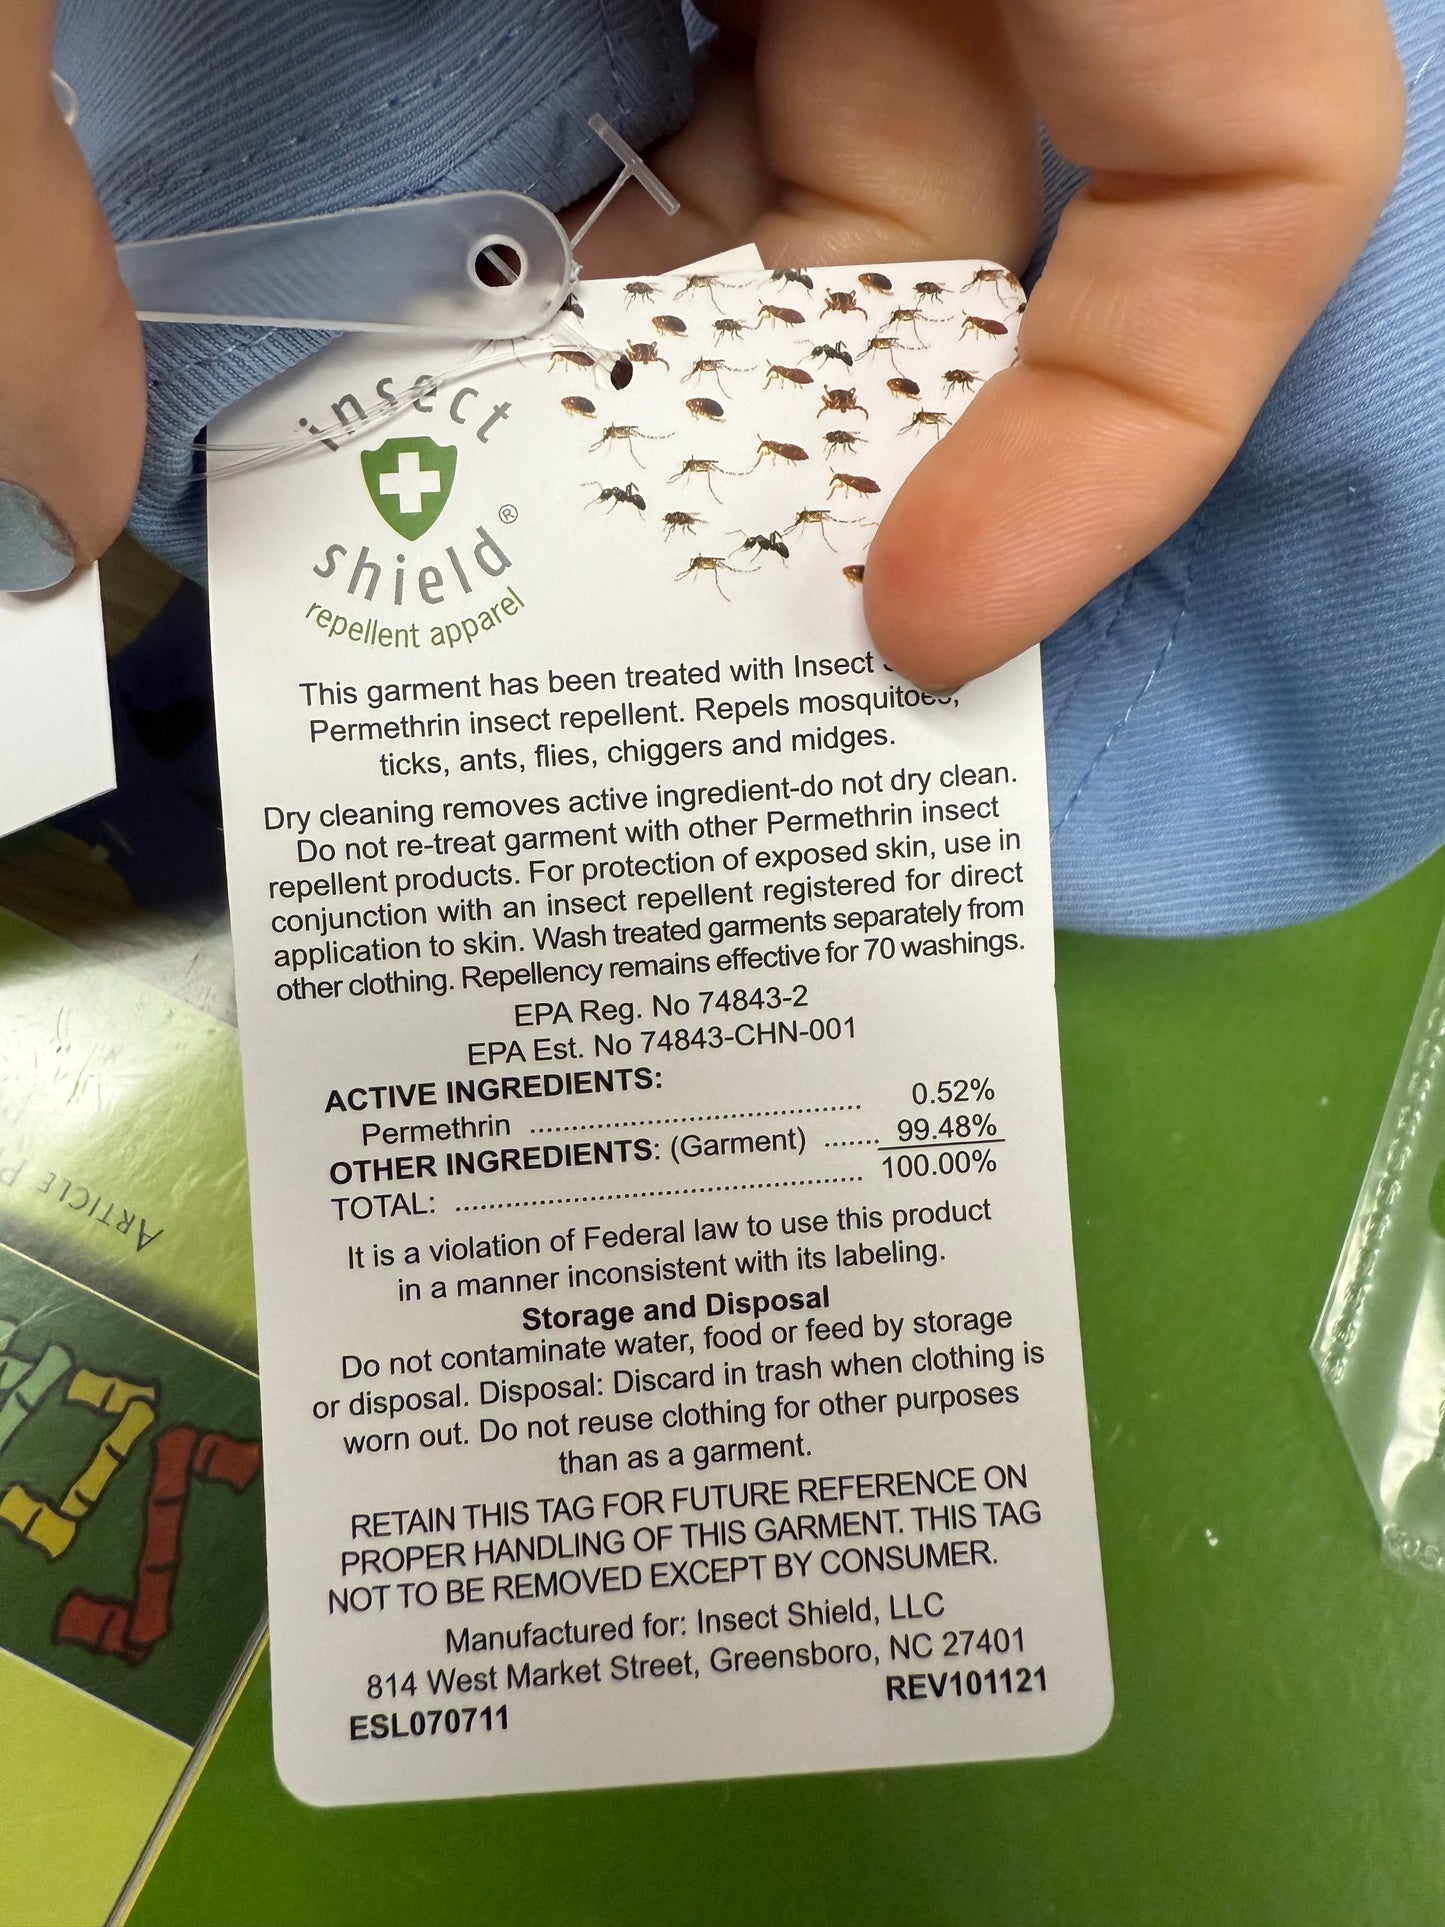 insect
shield®
repellent apparel
This garment has been treated with Insect
Permethrin insect repellent. Repels mosquitoes,
ticks, ants, flies, chiggers and midges.
Dry cleaning removes active ingredient-do not dry clean.
Do not re-treat garment with other Permethrin insect
repellent products. For protection of exposed skin, use in
conjunction with an insect repellent registered for direct
application to skin. Wash treated garments separately from
other clothing. Repellency remains effective for 70 washings.
EPA Reg. No 74843-2
EPA Est. No 74843-CHN-001
ACTIVE INGREDIENTS:
Permethrin ........................................ 0.52%
OTHER INGREDIENTS: (Garment) ....... 99.48%
TOTAL: ................................................. 100.00%
It is a violation of Federal law to use this product
in a manner inconsistent with its labeling.
Storage and Disposal
Do not contaminate water, food or feed by storage
or disposal. Disposal: Discard in trash when clothing is
worn out. Do not reuse clothing for other purposes
than as a garment.
RETAIN THIS TAG FOR FUTURE REFERENCE ON
PROPER HANDLING OF THIS GARMENT. THIS TAG
NOT TO BE REMOVED EXCEPT BY CONSUMER.
Manufactured for: Insect Shield, LLC
814 West Market Street, Greensboro, NC 27401
ESL070711 REV101121
ARTICLE